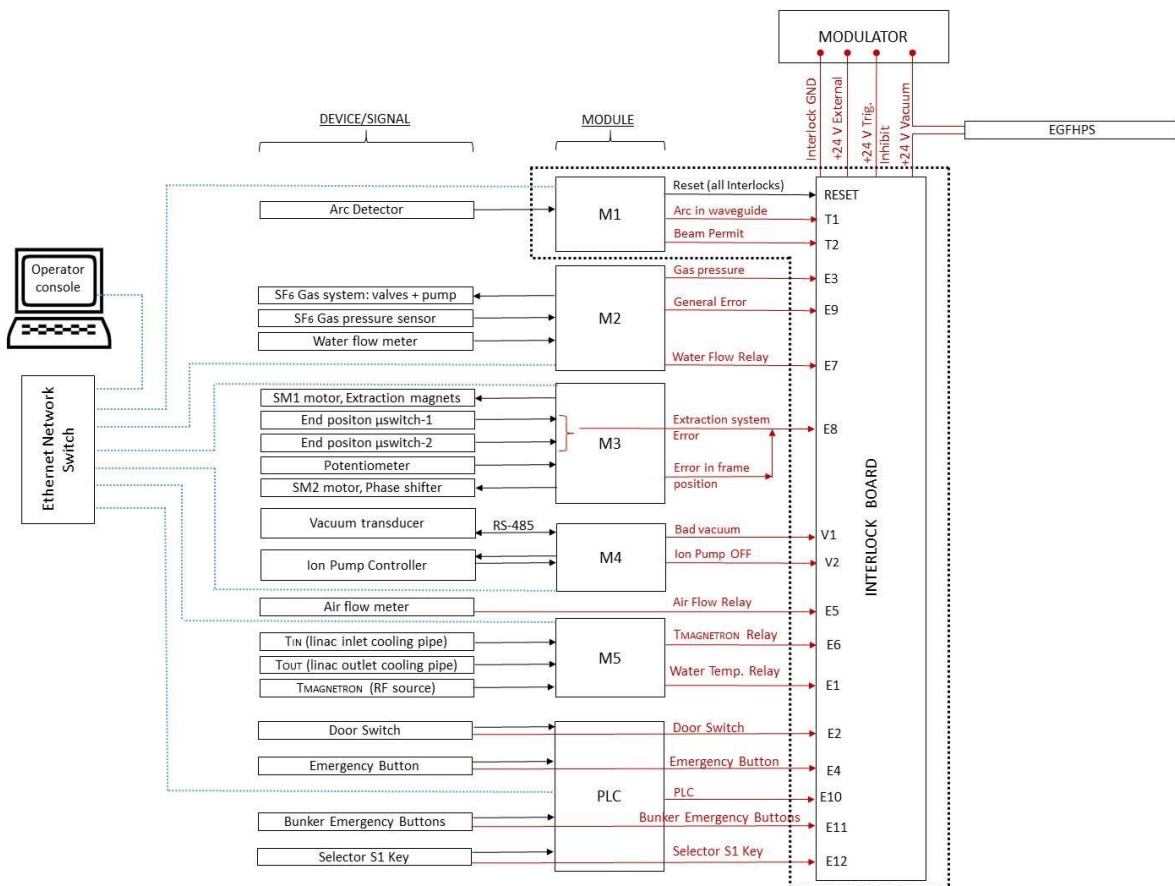 MODULATOR
Interlock GND
+24 V External
+24 V Trig.
Inhibit
+24 V Vacuum
EGFHPS
DEVICE/SIGNAL
MODULE
Arc Detector
M1
Reset (all Interlocks)
RESET
Arc in waveguide
T1
Beam Permit
T2
Operator
console
SF6 Gas system: valves + pump
SF6 Gas pressure sensor
Water flow meter
M2
Gas pressure
E3
General Error
E9
Water Flow Relay
E7
Ethernet Network
Switch
SM1 motor, Extraction magnets
End positon µswitch-1
End positon µswitch-2
Potentiometer
SM2 motor, Phase shifter
M3
Extraction system
Error
E8
Error in frame
position
INTERLOCK BOARD
Vacuum transducer
RS-485
Ion Pump Controller
M4
Bad vacuum
V1
Ion Pump OFF
V2
Air flow meter
Air Flow Relay
E5
TIN (linac inlet cooling pipe)
TOUT (linac outlet cooling pipe)
TMAGNETRON (RF source)
M5
TMAGNETRON Relay
E6
Water Temp. Relay
E1
Door Switch
Emergency Button
Bunker Emergency Buttons
Selector S1 Key
PLC
Door Switch
E2
Emergency Button
E4
PLC
E10
Bunker Emergency Buttons
E11
Selector S1 Key
E12